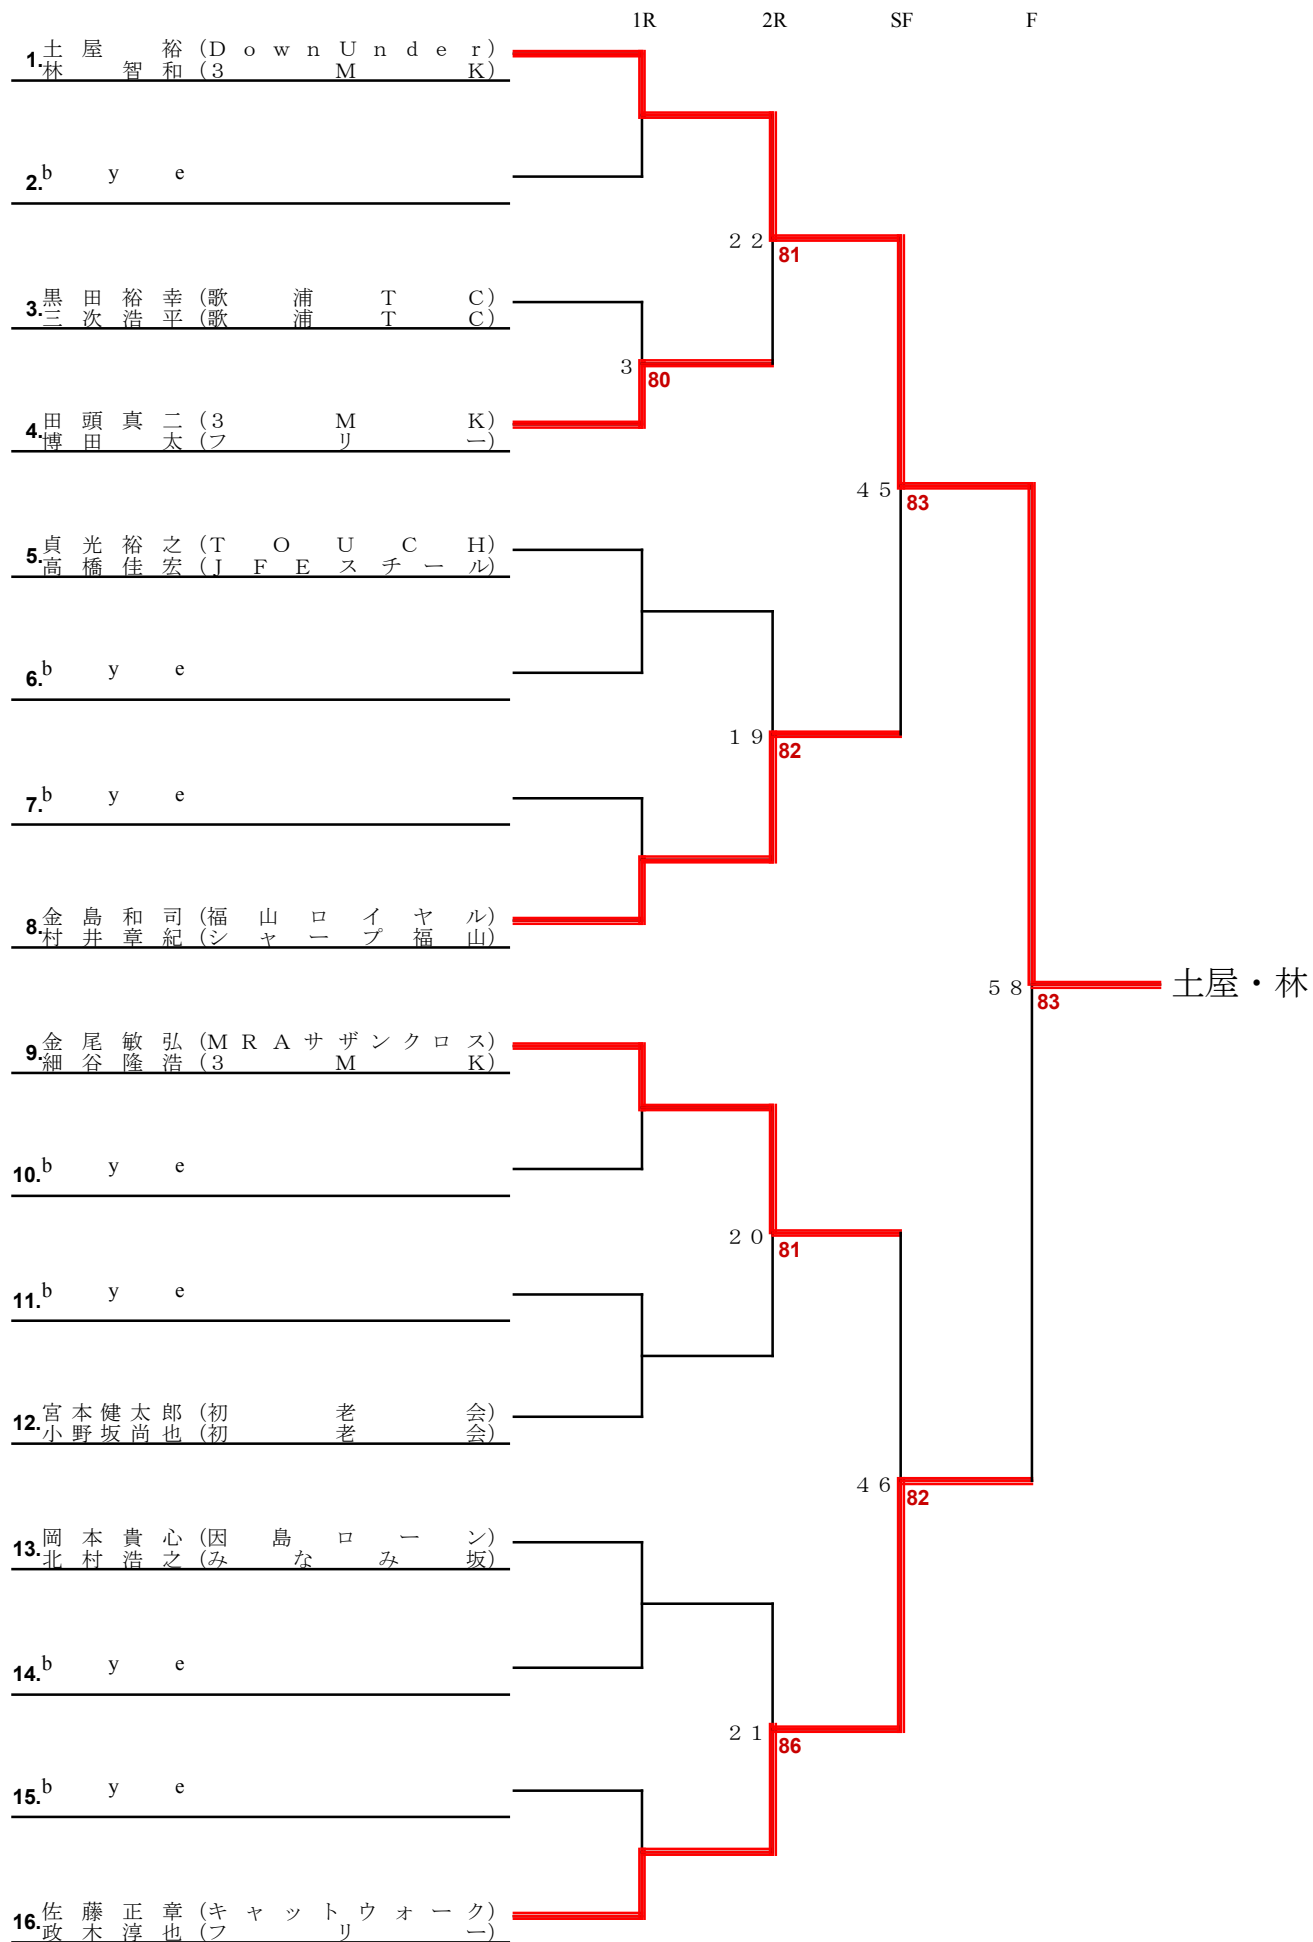 1R 2R SF F
1. 土屋 裕 (DownUnder)
林 智和 (3MK)
2. bye
22
81
3. 黒田裕幸 (歌浦TC)
三次浩平 (歌浦TC)
3
80
4. 田頭真二 (3MK)
博田 太 (フリー)
45
83
5. 貞光裕之 (TOUCH)
高橋佳宏 (JFEスチール)
6. bye
19
82
7. bye
8. 金島和司 (福山ロイヤル)
村井章紀 (シャープ福山)
58
83
土屋・林
9. 金尾敏弘 (MRAサザンクロス)
細谷隆浩 (3MK)
10. bye
20
81
11. bye
12. 宮本健太郎 (初老会)
小野坂尚也 (初老会)
46
82
13. 岡本貴心 (因島ローン)
北村浩之 (みなみ坂)
14. bye
21
86
15. bye
16. 佐藤正章 (キャットウォーク)
政木淳也 (フリー)